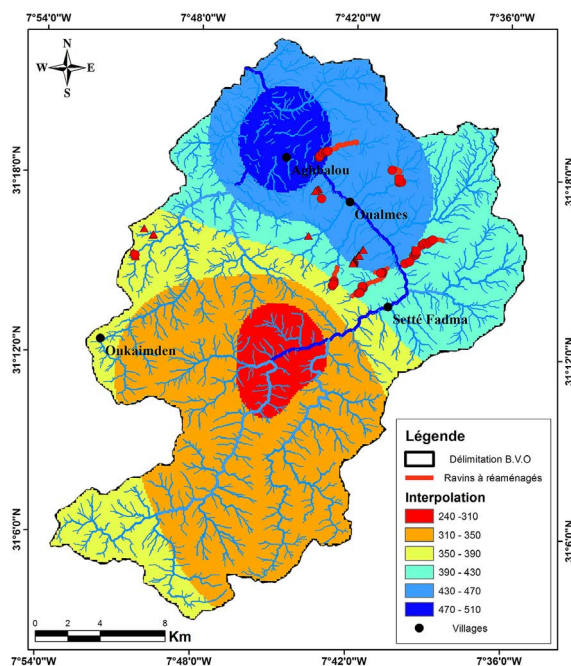 7°54'0"W 7°48'0"W 7°42'0"W 7°36'0"W
N
W E
S
31°18'0"N 31°18'0"N
Aghbalou
Oualmes
Setté Fadma
Oukaimden
31°12'0"N 31°12'0"N
Légende
Délimitation B.V.O
Ravins à réaménagés
Interpolation
240 -310
310 -350
350 -390
390 -430
430 -470
470 - 510
Villages
31°6'0"N 31°6'0"N
0 2 4 8
Km
7°54'0"W 7°48'0"W 7°42'0"W 7°36'0"W